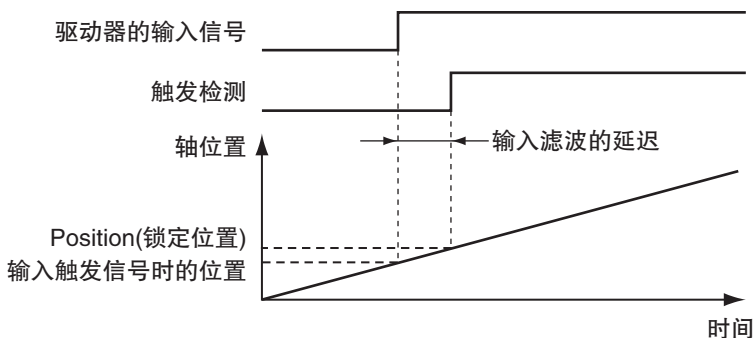 驱动器的输入信号
触发检测
轴位置
输入滤波的延迟
Position(锁定位置)
输入触发信号时的位置
时间